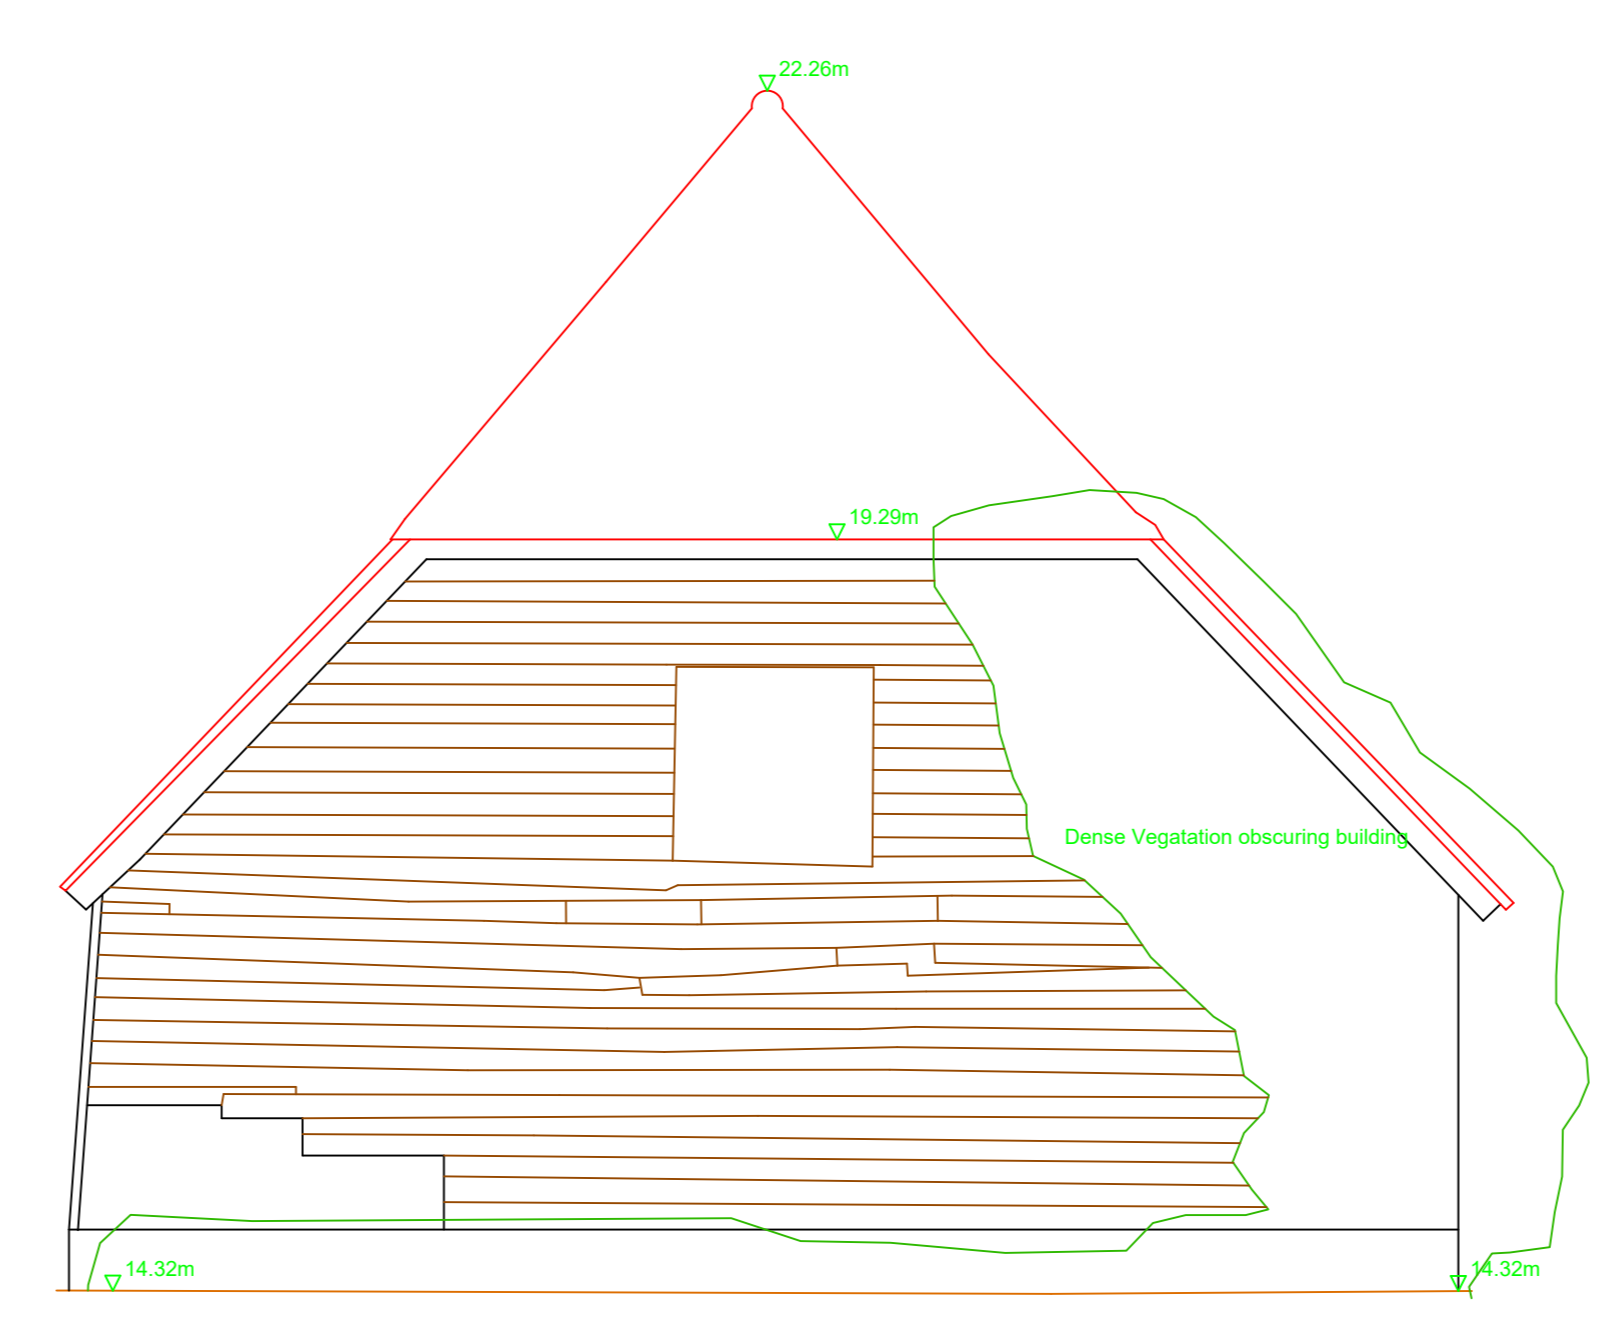 22.26m
19.29m
Dense Vegatation obscuring building
14.32m
14.32m